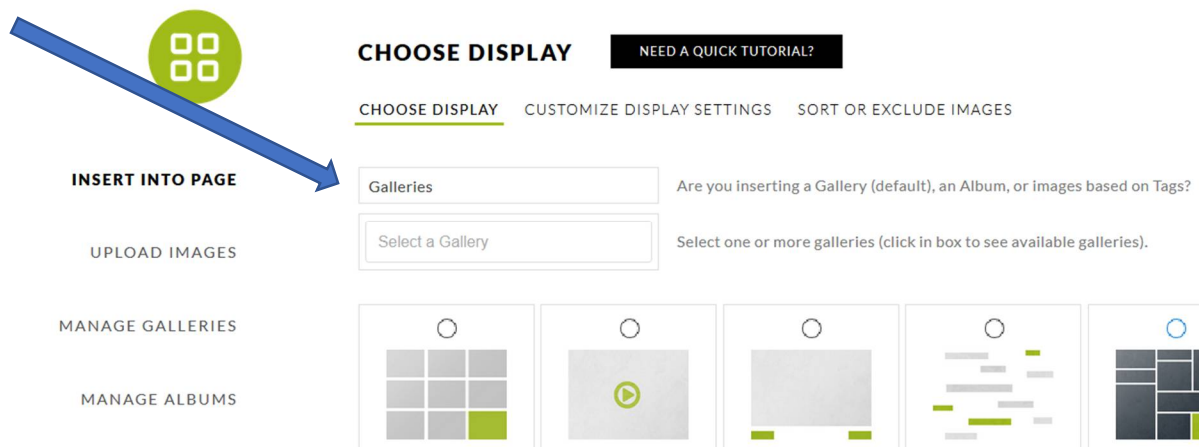 CHOOSE DISPLAY
NEED A QUICK TUTORIAL?
CHOOSE DISPLAY
CUSTOMIZE DISPLAY SETTINGS
SORT OR EXCLUDE IMAGES
INSERT INTO PAGE
Galleries
Are you inserting a Gallery (default), an Album, or images based on Tags?
Select a Gallery
Select one or more galleries (click in box to see available galleries).
UPLOAD IMAGES
MANAGE GALLERIES
MANAGE ALBUMS